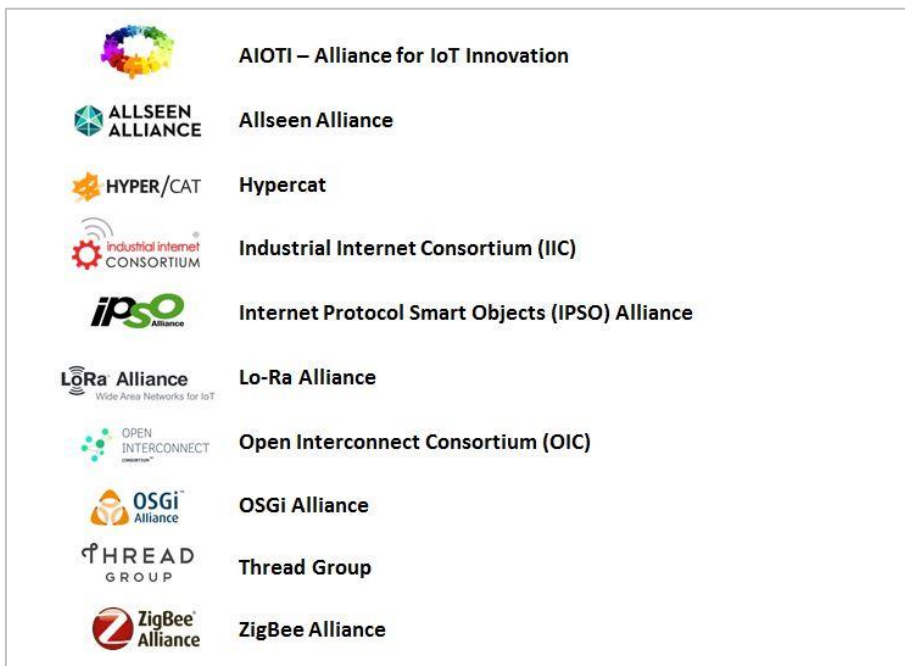 AIOTI – Alliance for IoT Innovation
ALLSEEN
ALLIANCE
Allseen Alliance
HYPER/CAT
Hypercat
industrial internet
CONSORTIUM
Industrial Internet Consortium (IIC)
ipso
Alliance
Internet Protocol Smart Objects (IPSO) Alliance
LoRa Alliance
Wide Area Networks for IoT
Lo-Ra Alliance
OPEN
INTERCONNECT
CONSORTIUM
Open Interconnect Consortium (OIC)
OSGi™
Alliance
OSGi Alliance
THREAD
GROUP
Thread Group
ZigBee®
Alliance
ZigBee Alliance